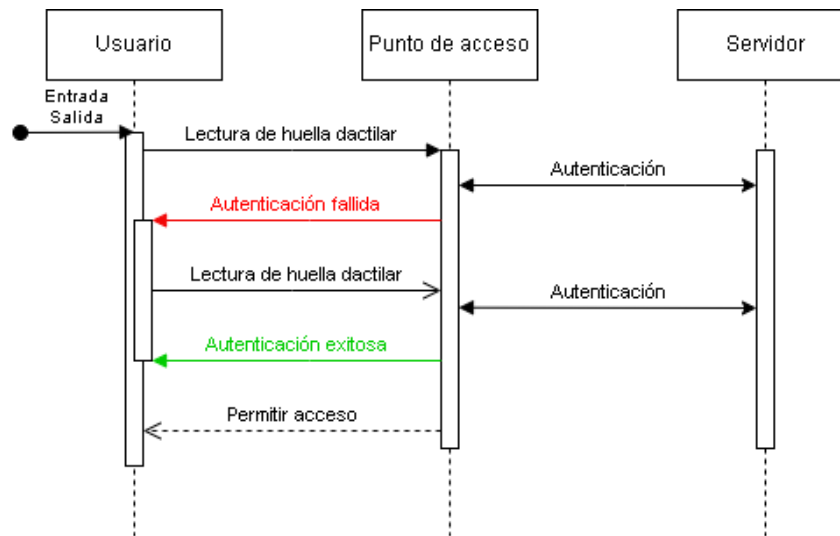 Usuario
Punto de acceso
Servidor
Entrada
Salida
Lectura de huella dactilar
Autenticación
Autenticación fallida
Lectura de huella dactilar
Autenticación
Autenticación exitosa
Permitir acceso